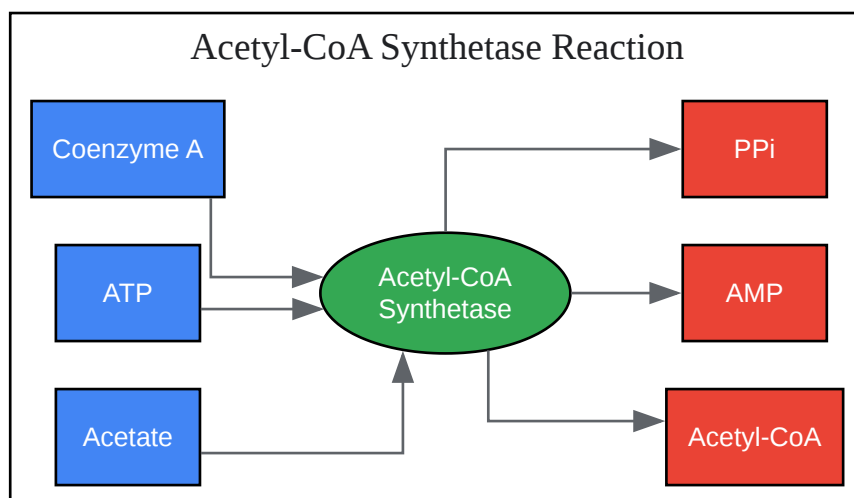 Acetyl-CoA Synthetase Reaction
Coenzyme A
ATP
Acetate
Acetyl-CoA
Synthetase
PPi
AMP
Acetyl-CoA